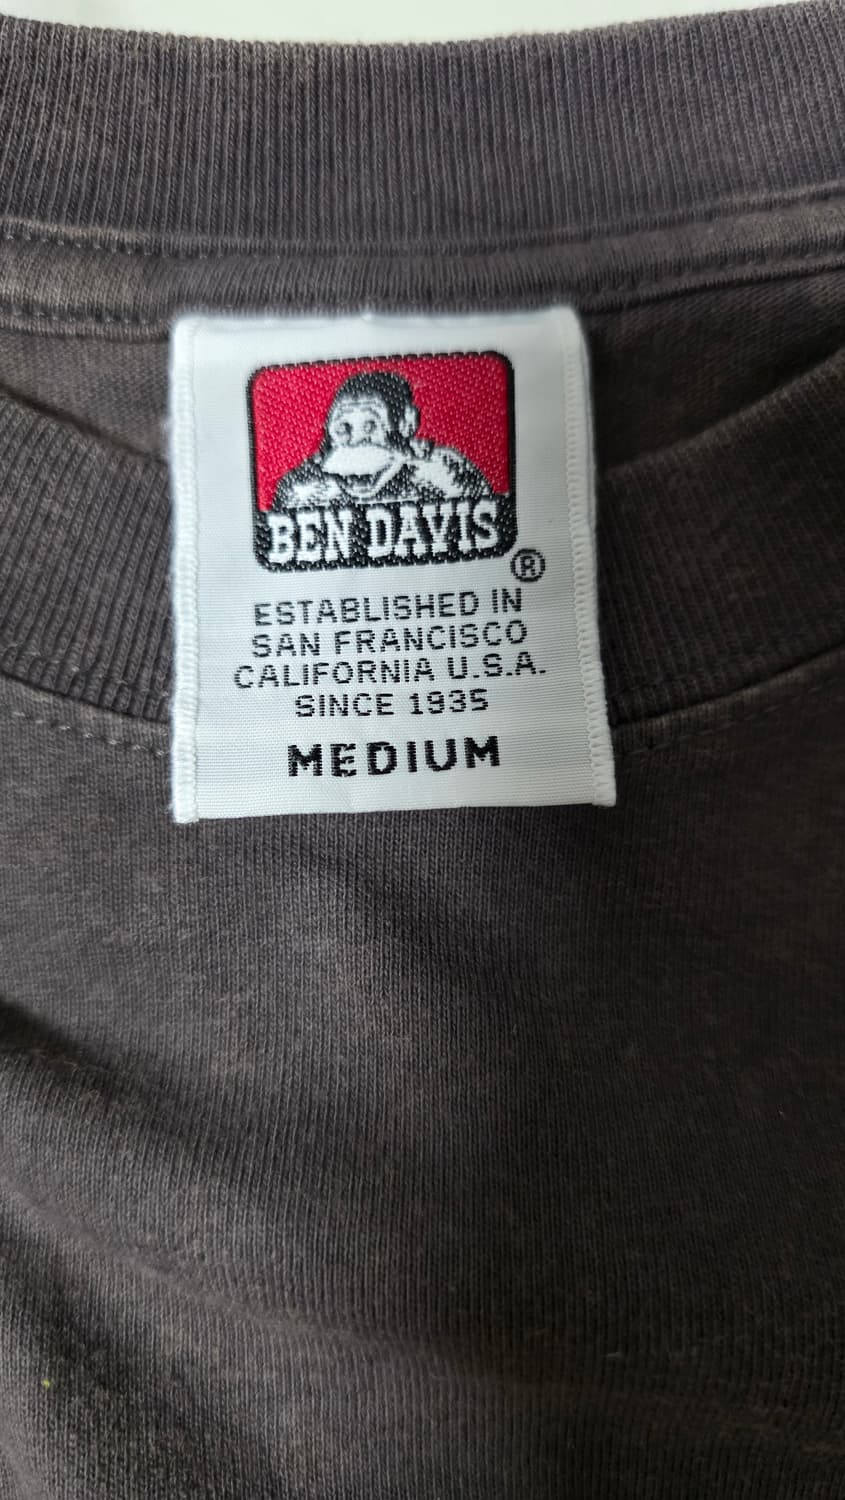 BEN DAVIS
®
ESTABLISHED IN
SAN FRANCISCO
CALIFORNIA U.S.A.
SINCE 1935
MEDIUM